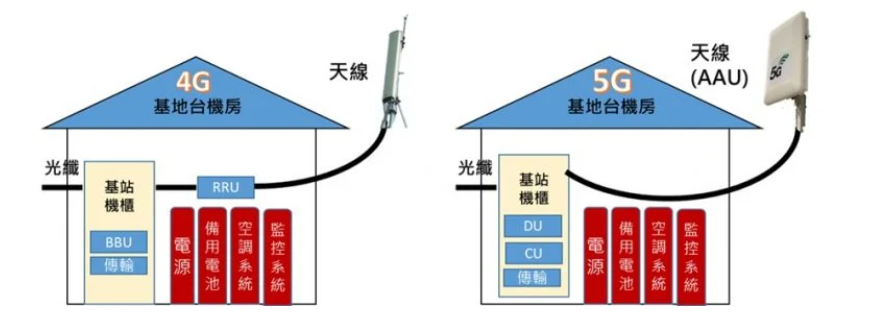 4G
基地台機房
天線
光纖
基站
機櫃
RRU
BBU
傳輸
電源
備用電池
空調系統
監控系統
5G
基地台機房
天線
(AAU)
5G
光纖
基站
機櫃
DU
CU
傳輸
電源
備用電池
空調系統
監控系統